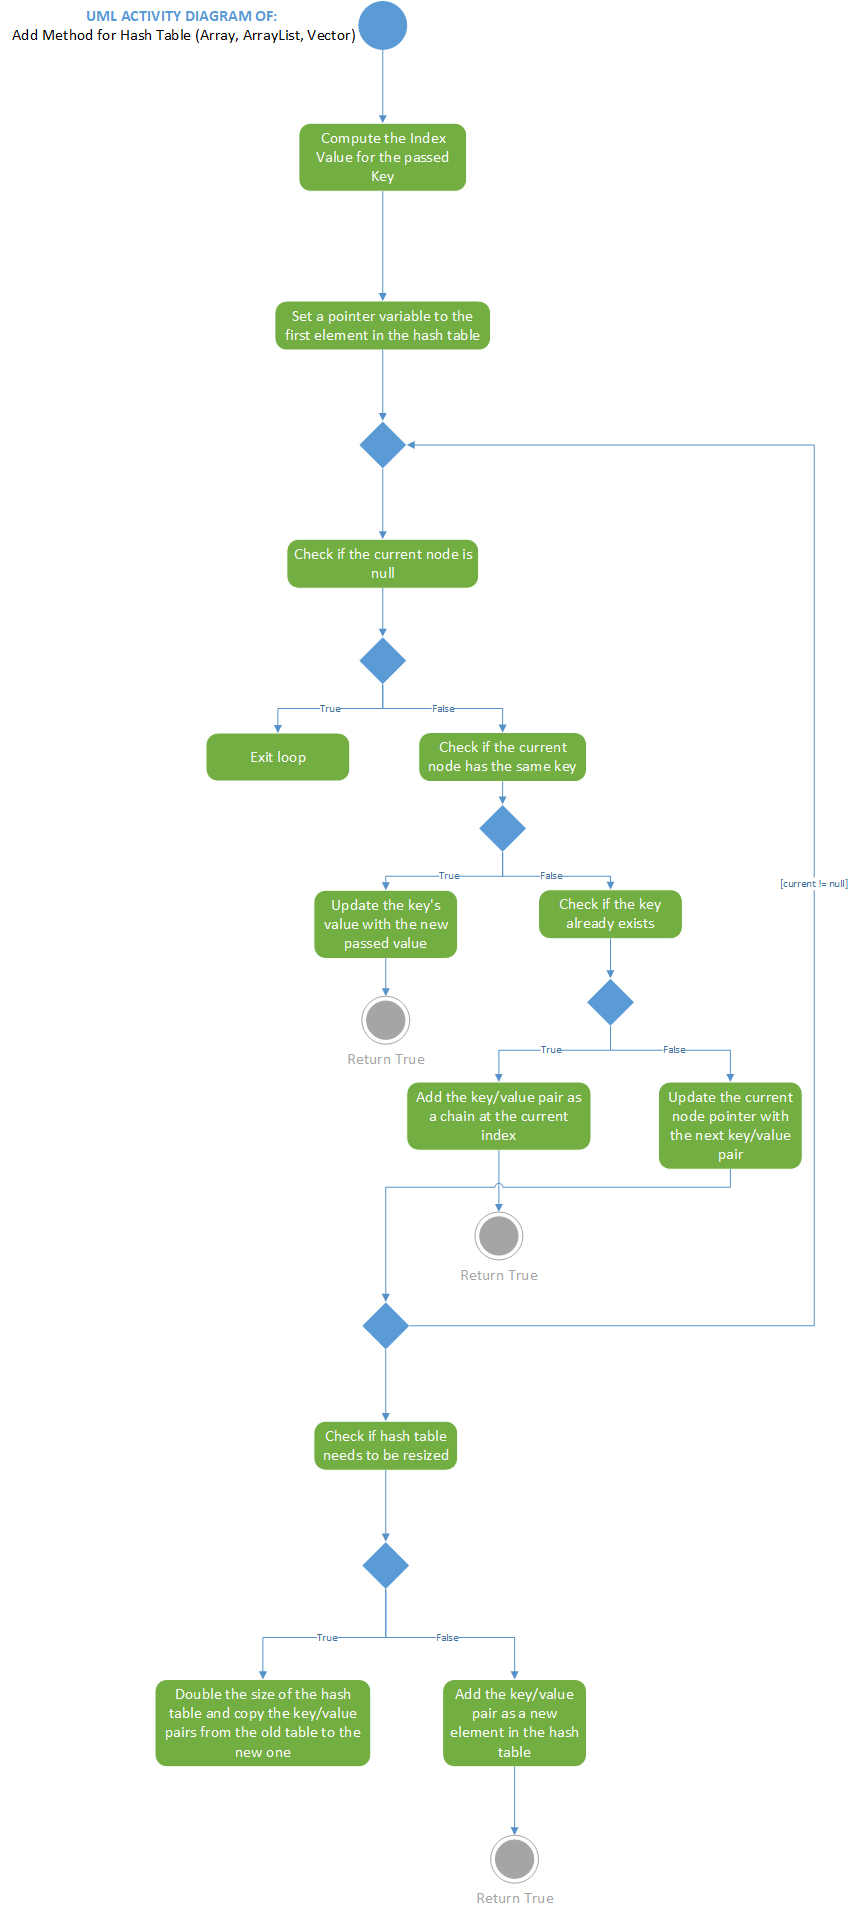 UML ACTIVITY DIAGRAM OF:
Add Method for Hash Table (Array, ArrayList, Vector)
Compute the Index
Value for the passed
Key
Set a pointer variable to the
first element in the hash table
Check if the current node is
null
True
False
Exit loop
Check if the current
node has the same key
True
False
[current != null]
Update the key's
value with the new
passed value
Check if the key
already exists
Return True
True
False
Add the key/value pair as
a chain at the current
index
Update the current
node pointer with
the next key/value
pair
Return True
Check if hash table
needs to be resized
True
False
Double the size of the hash
table and copy the key/value
pairs from the old table to the
new one
Add the key/value
pair as a new
element in the hash
table
Return True